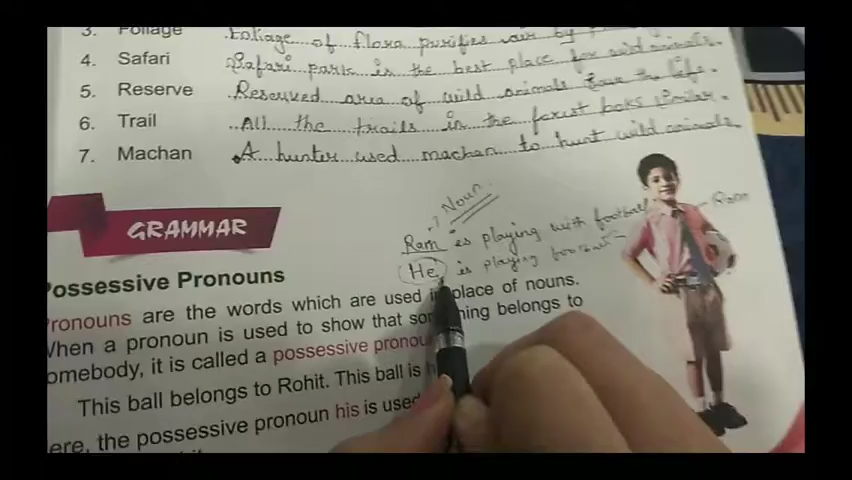 3. Foliage Foliage of flora purifies air by
4. Safari Safari park is the best place for wild animals.
5. Reserve Reserved area of wild animals save the life.
6. Trail All the trails in the forist looks similar.
7. Machan A hunter used machan to hunt wild animals.
Noun
GRAMMAR
Ram is playing with football
Ram
He is playing football
Possessive Pronouns
Pronouns are the words which are used in place of nouns.
When a pronoun is used to show that something belongs to
omebody, it is called a possessive pronoun
This ball belongs to Rohit. This ball is h
ere, the possessive pronoun his is used